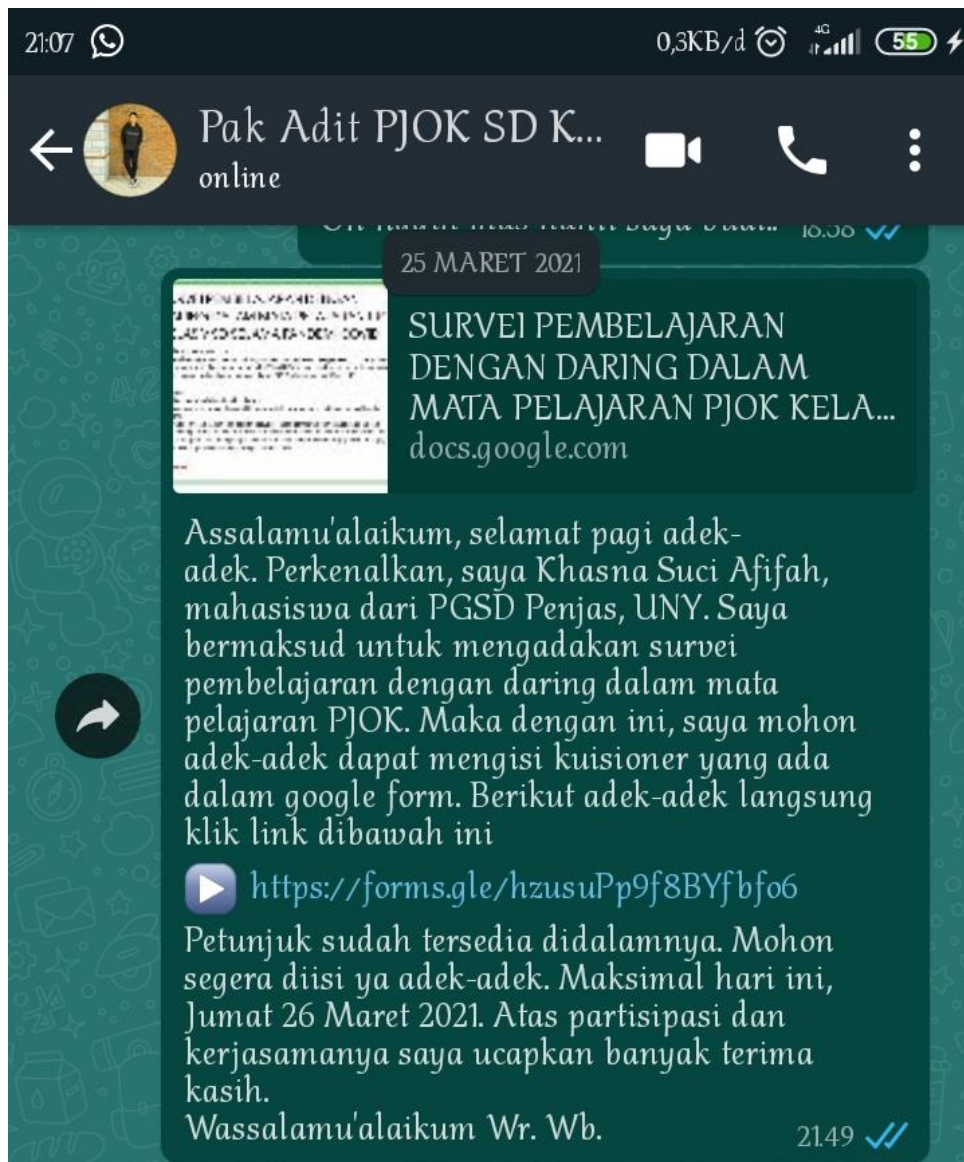 21:07
0,3KB/d 4G 55
Pak Adit PJOK SD K...
online
18.58
25 MARET 2021
SURVEI PEMBELAJARAN
DENGAN DARING DALAM
MATA PELAJARAN PJOK KELA...
docs.google.com
Assalamu'alaikum, selamat pagi adek-
adek. Perkenalkan, saya Khasna Suci Afifah,
mahasiswa dari PGSD Penjas, UNY. Saya
bermaksud untuk mengadakan survei
pembelajaran dengan daring dalam mata
pelajaran PJOK. Maka dengan ini, saya mohon
adek-adek dapat mengisi kuisioner yang ada
dalam google form. Berikut adek-adek langsung
klik link dibawah ini
https://forms.gle/hzusuPp9f8BYfbfo6
Petunjuk sudah tersedia didalamnya. Mohon
segera diisi ya adek-adek. Maksimal hari ini,
Jumat 26 Maret 2021. Atas partisipasi dan
kerjasamanya saya ucapkan banyak terima
kasih.
Wassalamu'alaikum Wr. Wb.
21.49